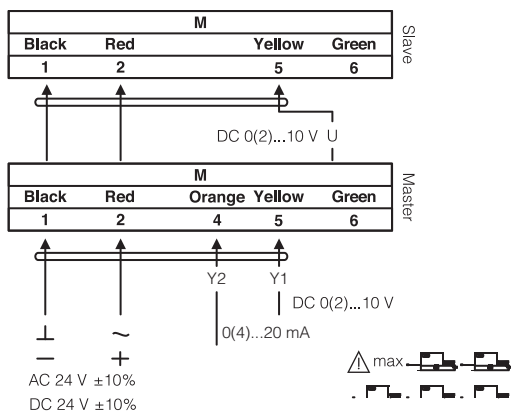 M
Black Red Yellow Green
1 2 5 6
Slave
DC 0(2)...10 V U
M
Black Red Orange Yellow Green
1 2 4 5 6
Master
Y2 Y1
DC 0(2)...10 V
0(4)...20 mA
⊥ ~
− +
AC 24 V ±10%
DC 24 V ±10%
⚠ max.